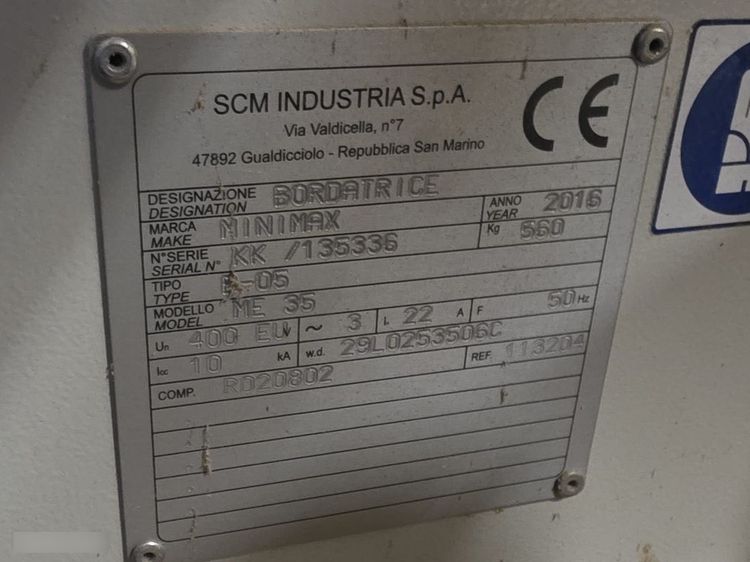 SCM INDUSTRIA S.p.A.
Via Valdicella, n°7
47892 Gualdicciolo - Repubblica San Marino
CE
DESIGNAZIONE
DESIGNATION
BORDATRICE
MARCA
MAKE
MINIMAX
ANNO
YEAR
2016
N°SERIE
SERIAL N°
KK /135336
Kg 560
TIPO
TYPE
-05
MODELLO
MODEL
ME 35
Un 400 EU V ~ 3 L 22 A F 50 Hz
Icc 10 kA w.d. 29L0253506C
COMP. R020802 REF. 113204